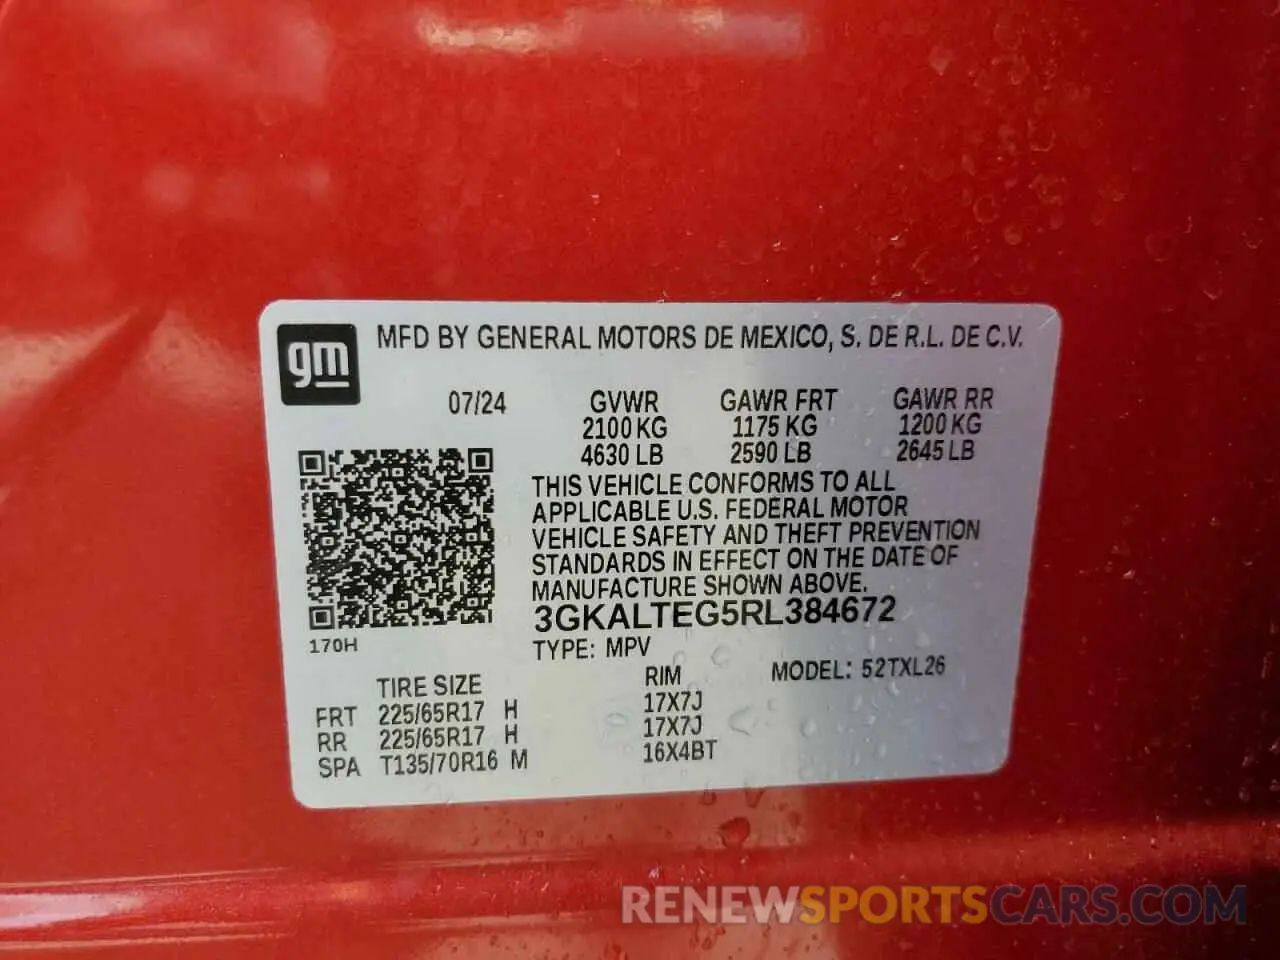 gm
MFD BY GENERAL MOTORS DE MEXICO, S. DE R.L. DE C.V.
07/24 GVWR GAWR FRT GAWR RR
2100 KG 1175 KG 1200 KG
4630 LB 2590 LB 2645 LB
THIS VEHICLE CONFORMS TO ALL
APPLICABLE U.S. FEDERAL MOTOR
VEHICLE SAFETY AND THEFT PREVENTION
STANDARDS IN EFFECT ON THE DATE OF
MANUFACTURE SHOWN ABOVE.
3GKALTEG5RL384672
170H
TYPE: MPV
TIRE SIZE RIM MODEL: 52TXL26
FRT 225/65R17 H 17X7J
RR 225/65R17 H 17X7J
SPA T135/70R16 M 16X4BT
RENEWSPORTSCARS.COM